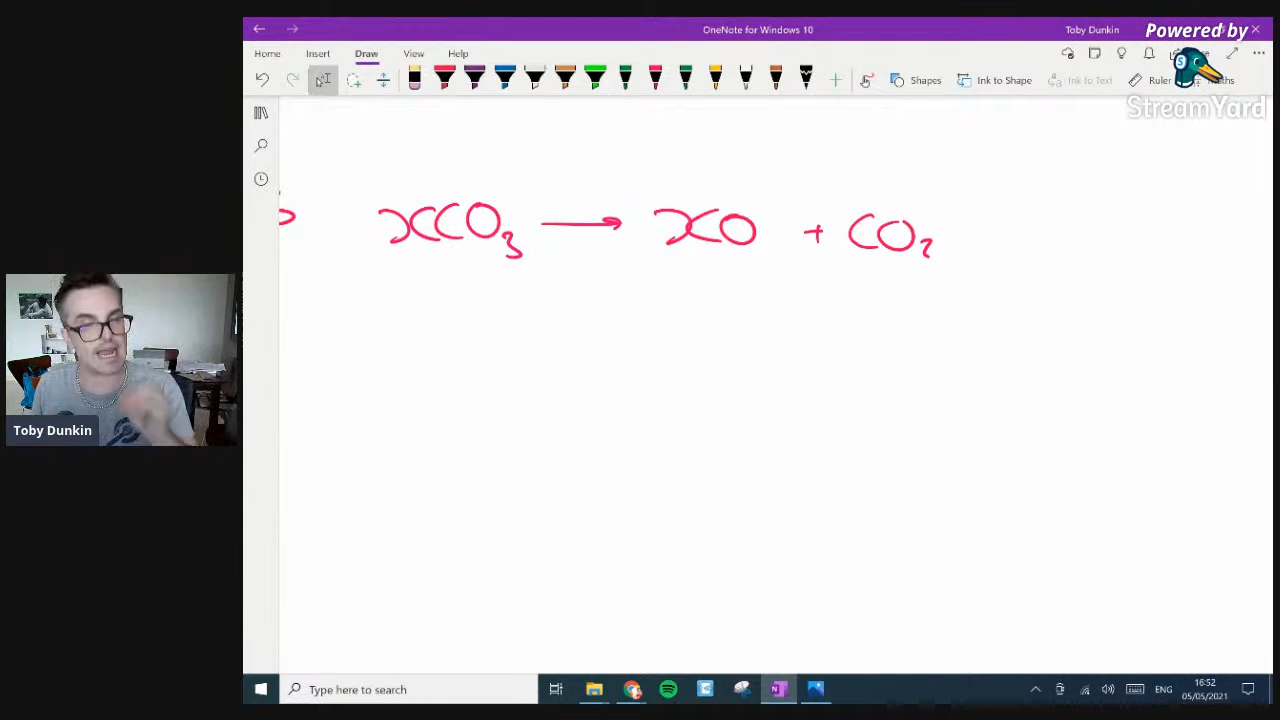 OneNote for Windows 10
Toby Dunkin
Powered by
StreamYard
Home Insert Draw View Help
Shapes Ink to Shape Ink to Text Ruler Maths
XCO₃ → XO + CO₂
Toby Dunkin
Type here to search
ENG
16:52
05/05/2021